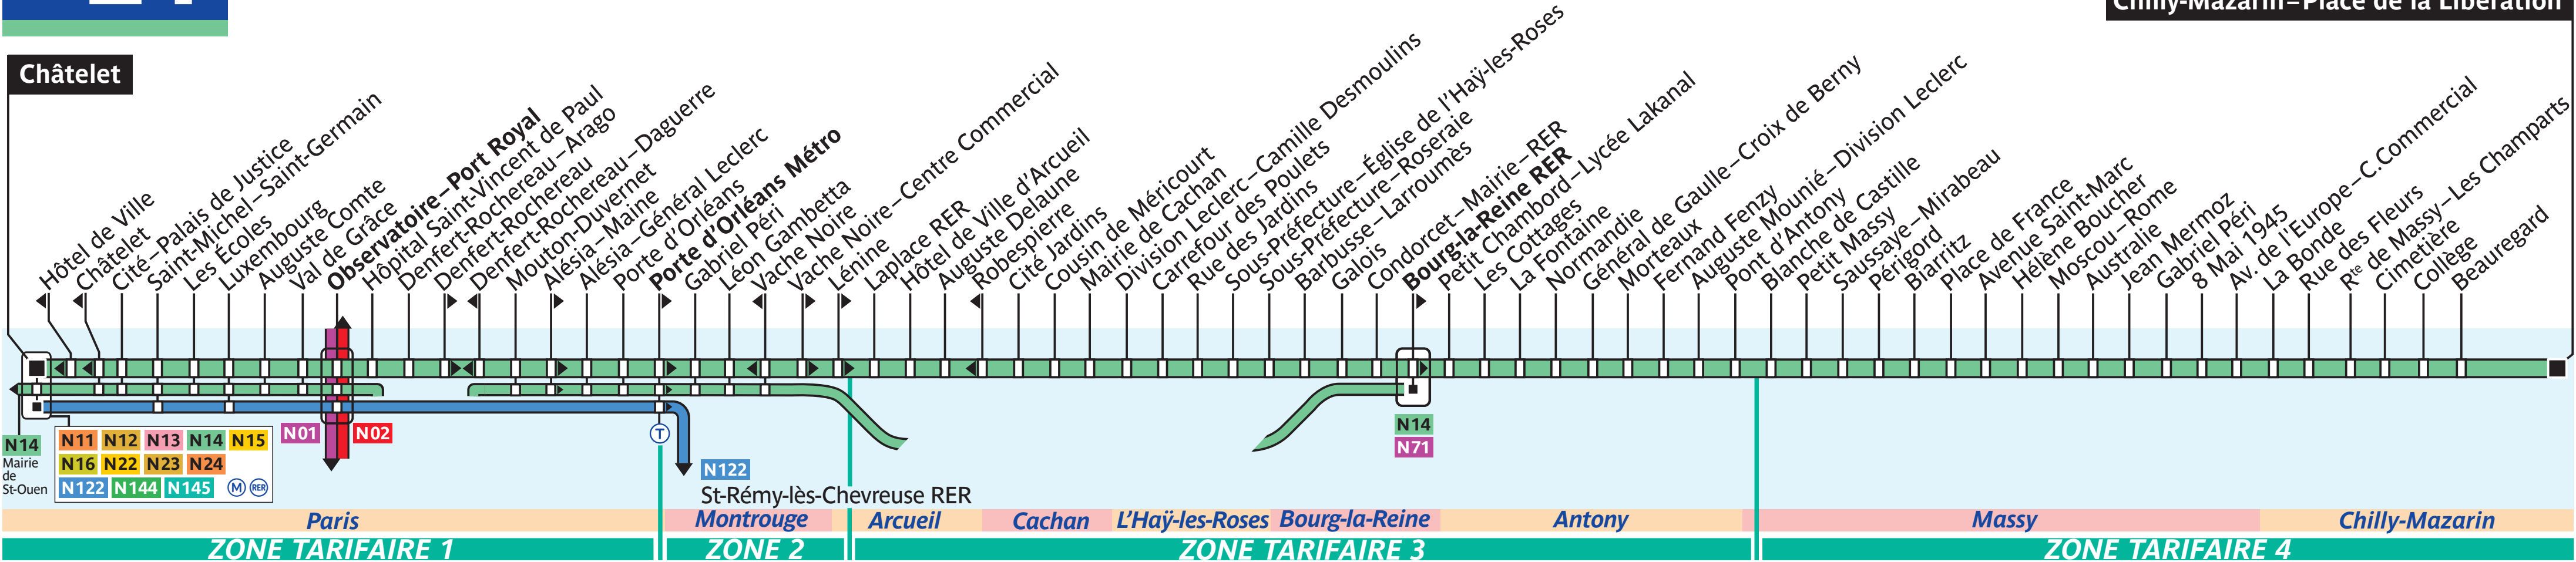 Chilly-Mazarin–Place de la Libération
Châtelet
Hôtel de Ville
Châtelet
Cité–Palais de Justice
Saint-Michel–Saint-Germain
Les Écoles
Luxembourg
Auguste Comte
Val de Grâce
Observatoire–Port Royal
Hôpital Saint-Vincent de Paul
Denfert-Rochereau–Arago
Denfert-Rochereau
Denfert-Rochereau–Daguerre
Mouton-Duvernet
Alésia–Maine
Alésia–Général Leclerc
Porte d'Orléans
Porte d'Orléans Métro
Gabriel Péri
Léon Gambetta
Vache Noire
Vache Noire–Centre Commercial
Lénine
Laplace RER
Hôtel de Ville d'Arcueil
Auguste Delaune
Robespierre
Cité Jardins
Cousin de Méricourt
Mairie de Cachan
Division Leclerc–Camille Desmoulins
Carrefour des Poulets
Rue des Jardins
Sous-Préfecture–Église de l'Haÿ-les-Roses
Sous-Préfecture–Roseraie
Barbusse–Larroumès
Galois
Condorcet–Mairie–RER
Bourg-la-Reine RER
Petit Chambord–Lycée Lakanal
Les Cottages
La Fontaine
Normandie
Général de Gaulle–Croix de Berny
Morteaux
Fernand Fenzy
Auguste Mounié–Division Leclerc
Pont d'Antony
Blanche de Castille
Petit Massy
Saussaye–Mirabeau
Périgord
Biarritz
Place de France
Avenue Saint-Marc
Hélène Boucher
Moscou–Rome
Australie
Jean Mermoz
Gabriel Péri
8 Mai 1945
Av. de l'Europe–C.Commercial
La Bonde
Rue des Fleurs
Rte de Massy–Les Champarts
Cimetière
Collège
Beauregard
N14
Mairie
de
St-Ouen
N11 N12 N13 N14 N15
N16 N22 N23 N24
N122 N144 N145 M RER
N01 N02
T
N122
St-Rémy-lès-Chevreuse RER
N14
N71
Paris Montrouge Arcueil Cachan L'Haÿ-les-Roses Bourg-la-Reine Antony Massy Chilly-Mazarin
ZONE TARIFAIRE 1 ZONE 2 ZONE TARIFAIRE 3 ZONE TARIFAIRE 4